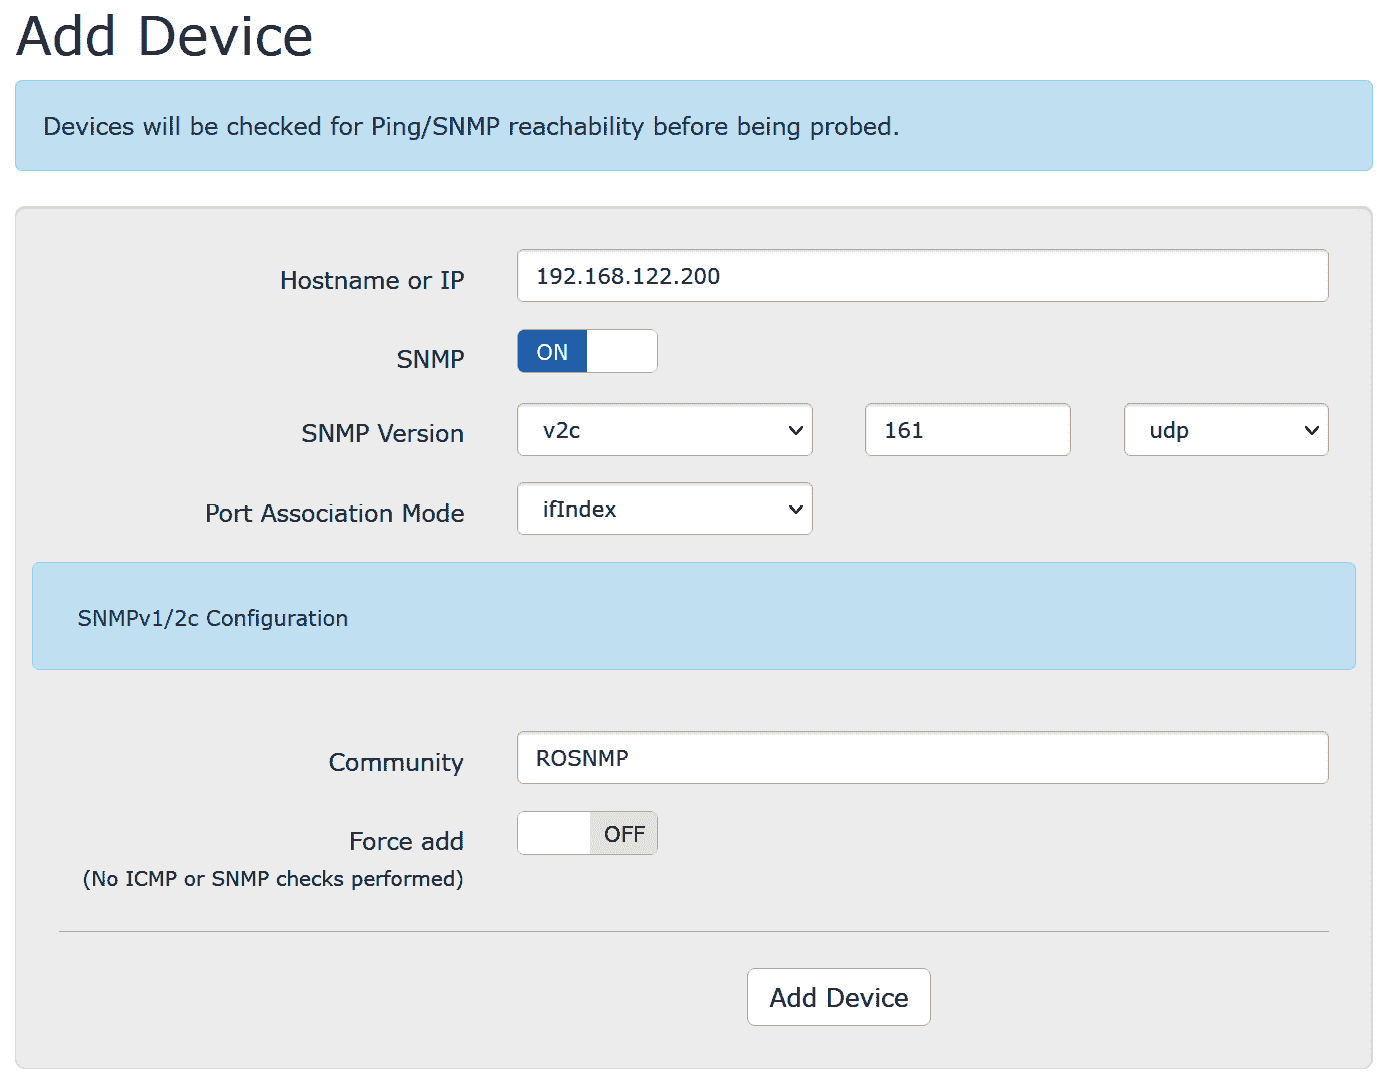 Add Device
Devices will be checked for Ping/SNMP reachability before being probed.
Hostname or IP 192.168.122.200
SNMP ON
SNMP Version v2c 161 udp
Port Association Mode ifIndex
SNMPv1/2c Configuration
Community ROSNMP
Force add OFF
(No ICMP or SNMP checks performed)
Add Device